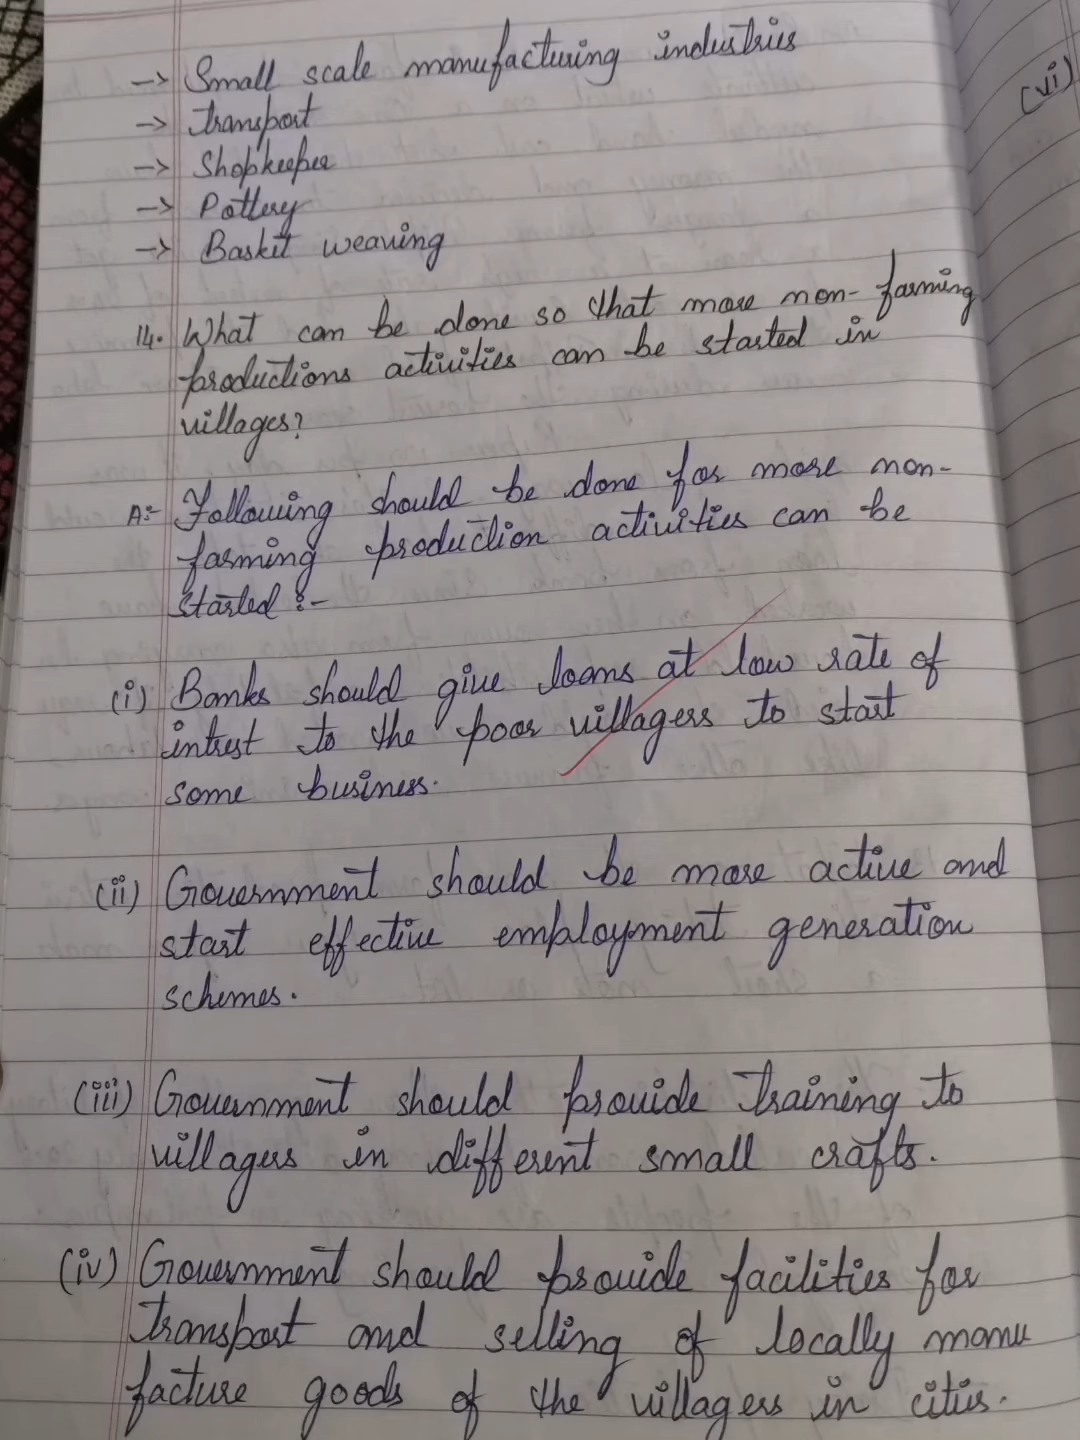 → Small scale manufacturing industries
→ Transport
→ Shopkeeper
→ Pottery
→ Basket weaving
(vi)
14. What can be done so that more non-farming
productions activities can be started in
villages?
A:- Following should be done for more non-
farming production activities can be
started :-
(i) Banks should give loans at low rate of
intrest to the poor villagers to start
some business.
(ii) Government should be more active and
start effective employment generation
schemes.
(iii) Government should provide training to
villagers in different small crafts.
(iv) Government should provide facilities for
transport and selling of locally manu
facture goods of the villagers in cities.